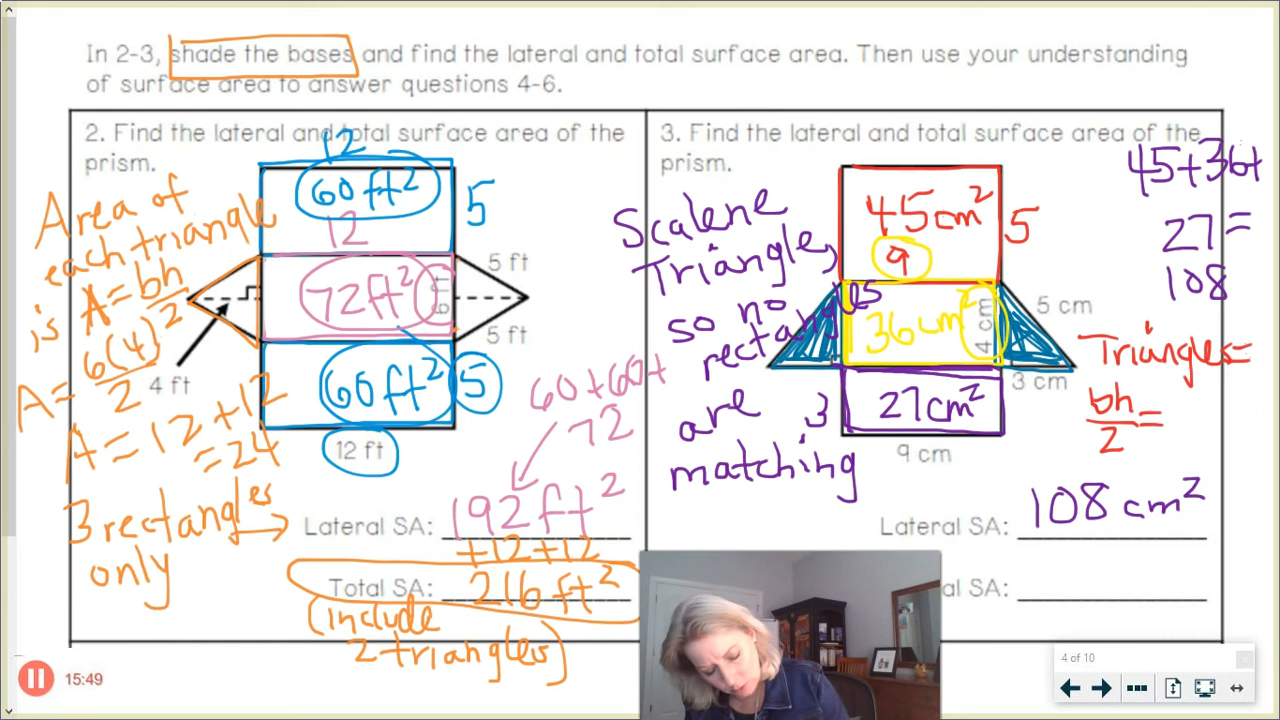 In 2-3, shade the bases and find the lateral and total surface area. Then use your understanding
of surface area to answer questions 4-6.
2. Find the lateral and total surface area of the
prism.
12
60 ft²
5
12
Area of
each triangle
is A = bh/2
A = 6(4)/2
A = 12 + 12
= 24
3 rectangles
only
5 ft
72 ft²
6 ft
5 ft
4 ft
60 ft²
5
12 ft
60 + 60 +
72
Lateral SA: 192 ft²
+12 +12
Total SA: 216 ft²
(include
2 triangles)
3. Find the lateral and total surface area of the
prism.
45 + 36 +
27 =
108
Scalene
Triangles,
so no
rectangles
are
matching
45 cm²
5
9
36 cm²
4 cm
5 cm
3 cm
3
27 cm²
9 cm
Triangles =
bh/2 =
Lateral SA: 108 cm²
al SA:
15:49
4 of 10